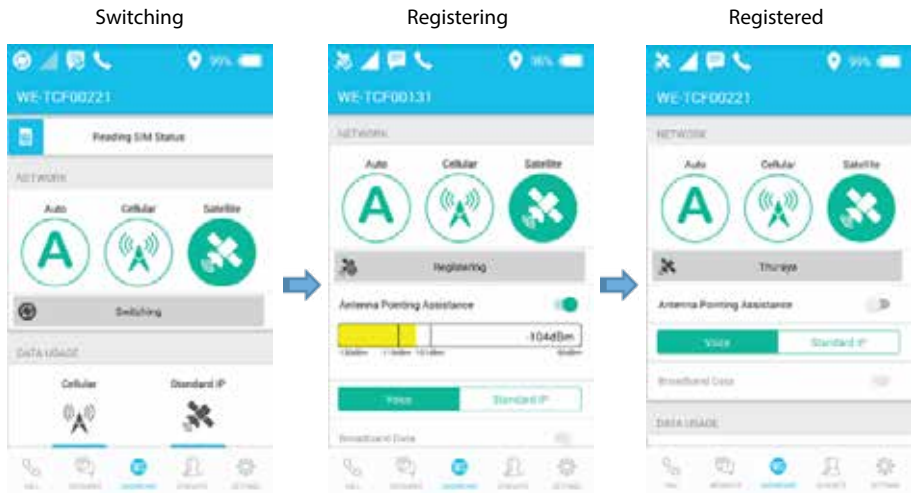 Switching
Registering
Registered
99%
WE-TCF00221
Reading SIM Status
NETWORK
Auto
Cellular
Satellite
A
Switching
DATA USAGE
Cellular
Standard IP
WE-TCF00131
NETWORK
Auto
Cellular
Satellite
A
Registering
Antenna Pointing Assistance
-104dBm
Voice
Standard IP
Broadband Data
99%
WE-TCF00221
NETWORK
Auto
Cellular
Satellite
A
Thuraya
Antenna Pointing Assistance
Voice
Standard IP
Broadband Data
DATA USAGE